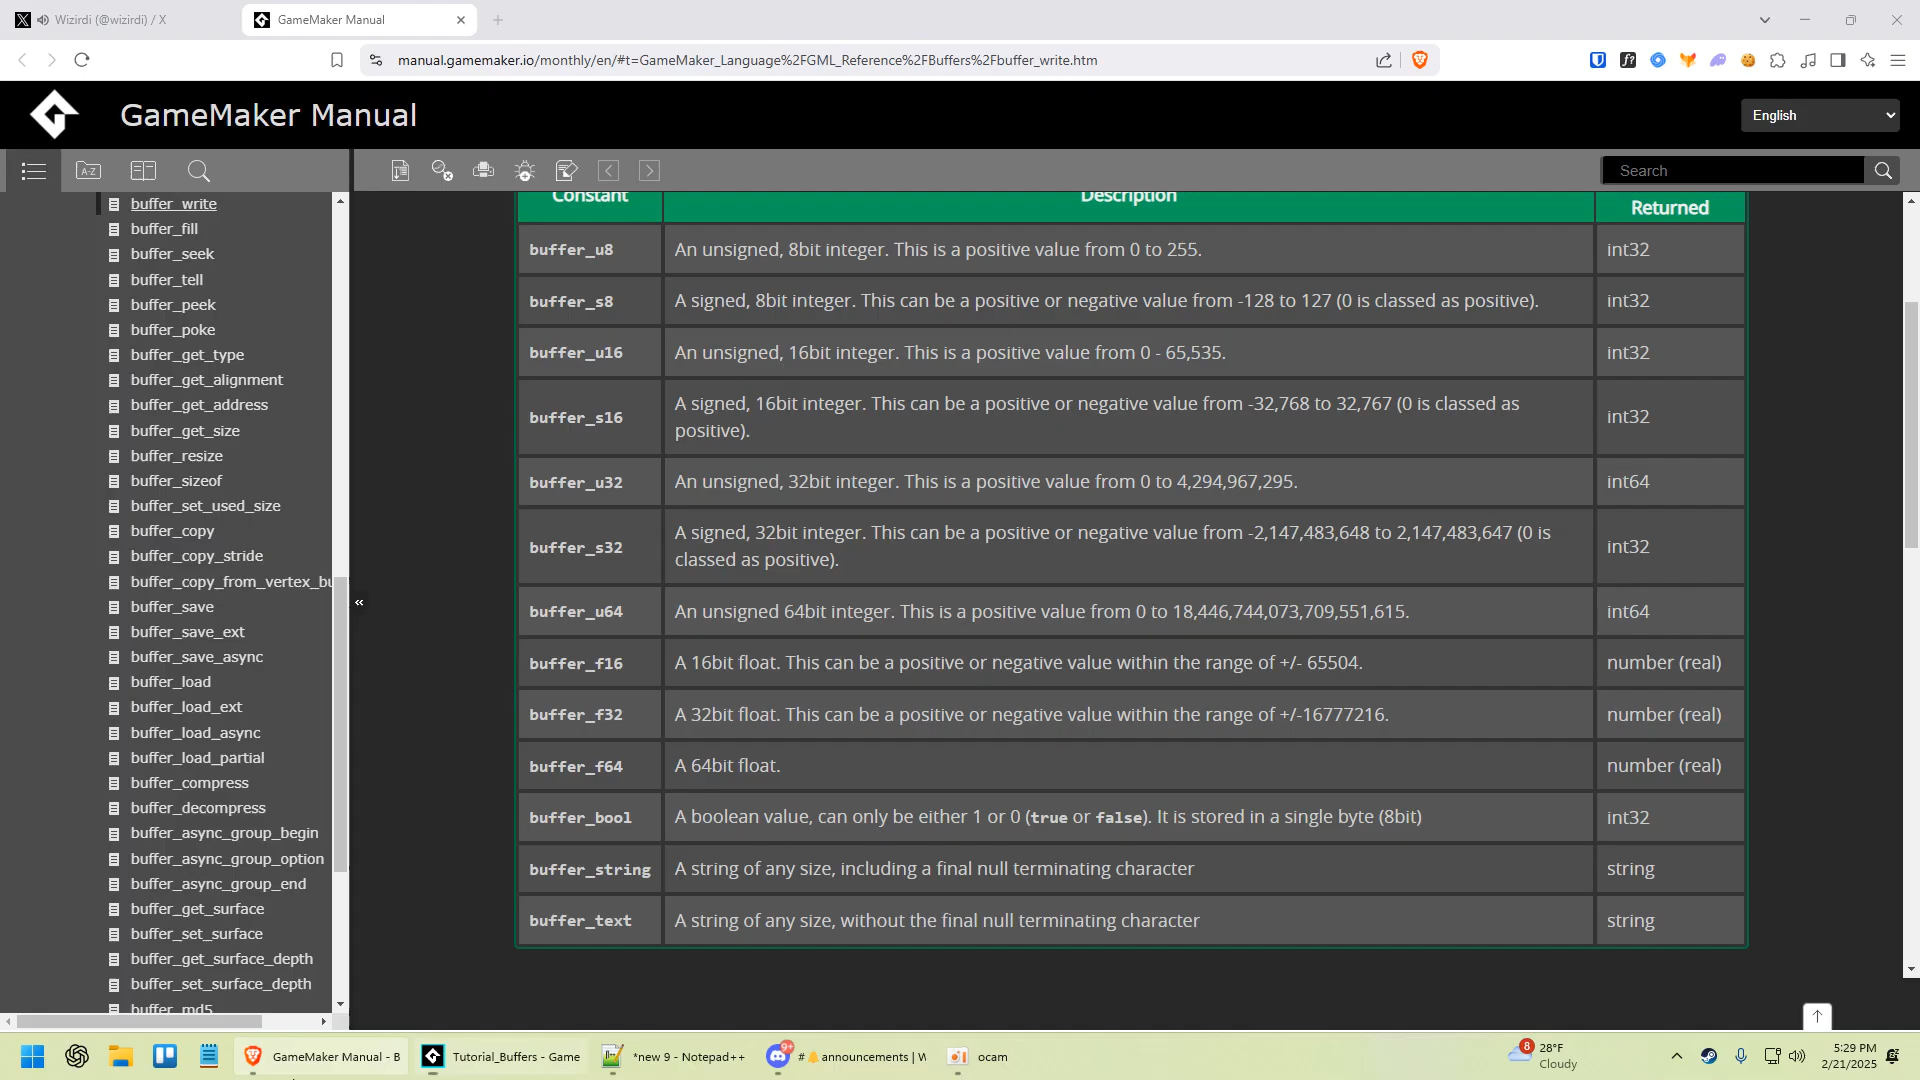 Wizirdi (@wizirdi) / X
GameMaker Manual
manual.gamemaker.io/monthly/en/#t=GameMaker_Language%2FGML_Reference%2FBuffers%2Fbuffer_write.htm
GameMaker Manual
English
A-Z
Search
buffer_write
buffer_fill
buffer_seek
buffer_tell
buffer_peek
buffer_poke
buffer_get_type
buffer_get_alignment
buffer_get_address
buffer_get_size
buffer_resize
buffer_sizeof
buffer_set_used_size
buffer_copy
buffer_copy_stride
buffer_copy_from_vertex_bu
buffer_save
buffer_save_ext
buffer_save_async
buffer_load
buffer_load_ext
buffer_load_async
buffer_load_partial
buffer_compress
buffer_decompress
buffer_async_group_begin
buffer_async_group_option
buffer_async_group_end
buffer_get_surface
buffer_set_surface
buffer_get_surface_depth
buffer_set_surface_depth
buffer_md5
Constant Description Returned
buffer_u8 An unsigned, 8bit integer. This is a positive value from 0 to 255. int32
buffer_s8 A signed, 8bit integer. This can be a positive or negative value from -128 to 127 (0 is classed as positive). int32
buffer_u16 An unsigned, 16bit integer. This is a positive value from 0 - 65,535. int32
buffer_s16 A signed, 16bit integer. This can be a positive or negative value from -32,768 to 32,767 (0 is classed as
positive). int32
buffer_u32 An unsigned, 32bit integer. This is a positive value from 0 to 4,294,967,295. int64
buffer_s32 A signed, 32bit integer. This can be a positive or negative value from -2,147,483,648 to 2,147,483,647 (0 is
classed as positive). int32
buffer_u64 An unsigned 64bit integer. This is a positive value from 0 to 18,446,744,073,709,551,615. int64
buffer_f16 A 16bit float. This can be a positive or negative value within the range of +/- 65504. number (real)
buffer_f32 A 32bit float. This can be a positive or negative value within the range of +/-16777216. number (real)
buffer_f64 A 64bit float. number (real)
buffer_bool A boolean value, can only be either 1 or 0 (true or false). It is stored in a single byte (8bit) int32
buffer_string A string of any size, including a final null terminating character string
buffer_text A string of any size, without the final null terminating character string
GameMaker Manual - B
Tutorial_Buffers - Game
*new 9 - Notepad++
9+
# announcements | W
ocam
8
28°F
Cloudy
5:29 PM
2/21/2025